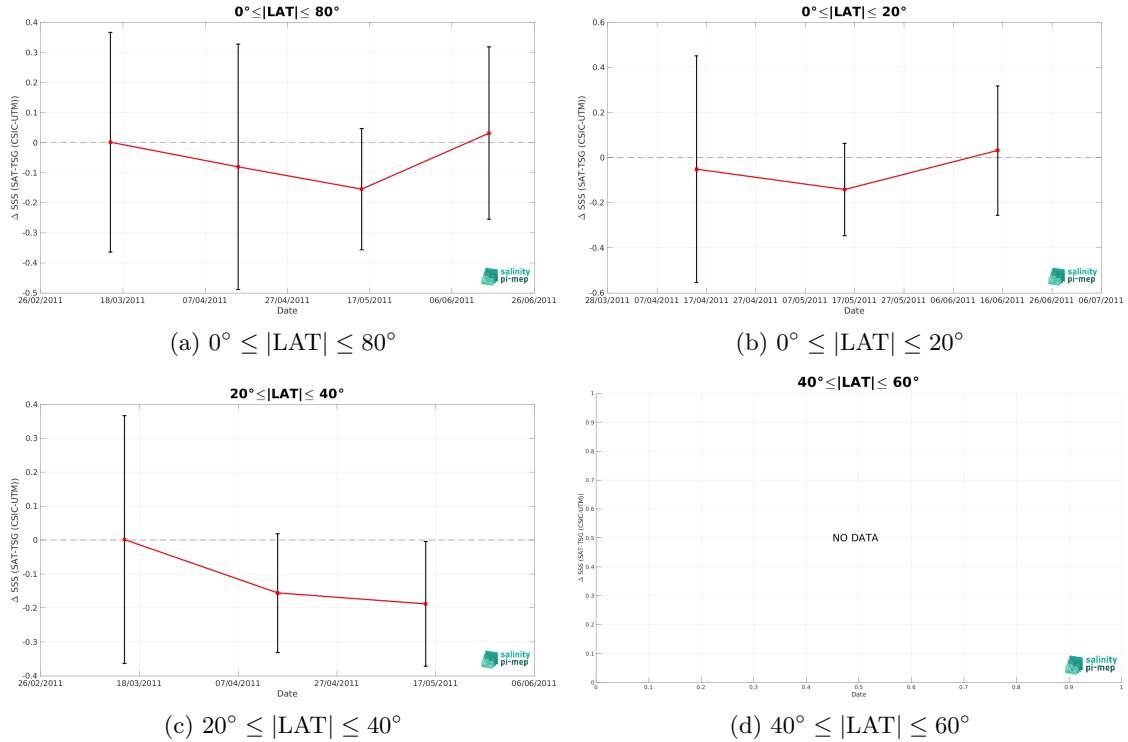 0°≤|LAT|≤ 80°
0.4
0.3
0.2
0.1
0
-0.1
-0.2
-0.3
-0.4
-0.5
Δ SSS (SAT-TSG (CSIC-UTM))
26/02/2011 18/03/2011 07/04/2011 27/04/2011 17/05/2011 06/06/2011 26/06/2011
Date
salinity
pi-mep
(a) 0° ≤ |LAT| ≤ 80°
0°≤|LAT|≤ 20°
0.6
0.4
0.2
0
-0.2
-0.4
-0.6
Δ SSS (SAT-TSG (CSIC-UTM))
28/03/2011 07/04/2011 17/04/2011 27/04/2011 07/05/2011 17/05/2011 27/05/2011 06/06/2011 16/06/2011 26/06/2011 06/07/2011
Date
salinity
pi-mep
(b) 0° ≤ |LAT| ≤ 20°
20°≤|LAT|≤ 40°
0.4
0.3
0.2
0.1
0
-0.1
-0.2
-0.3
-0.4
Δ SSS (SAT-TSG (CSIC-UTM))
26/02/2011 18/03/2011 07/04/2011 27/04/2011 17/05/2011 06/06/2011
Date
salinity
pi-mep
(c) 20° ≤ |LAT| ≤ 40°
40°≤|LAT|≤ 60°
1
0.9
0.8
0.7
0.6
0.5
0.4
0.3
0.2
0.1
0
Δ SSS (SAT-TSG (CSIC-UTM))
NO DATA
0 0.1 0.2 0.3 0.4 0.5 0.6 0.7 0.8 0.9 1
Date
salinity
pi-mep
(d) 40° ≤ |LAT| ≤ 60°